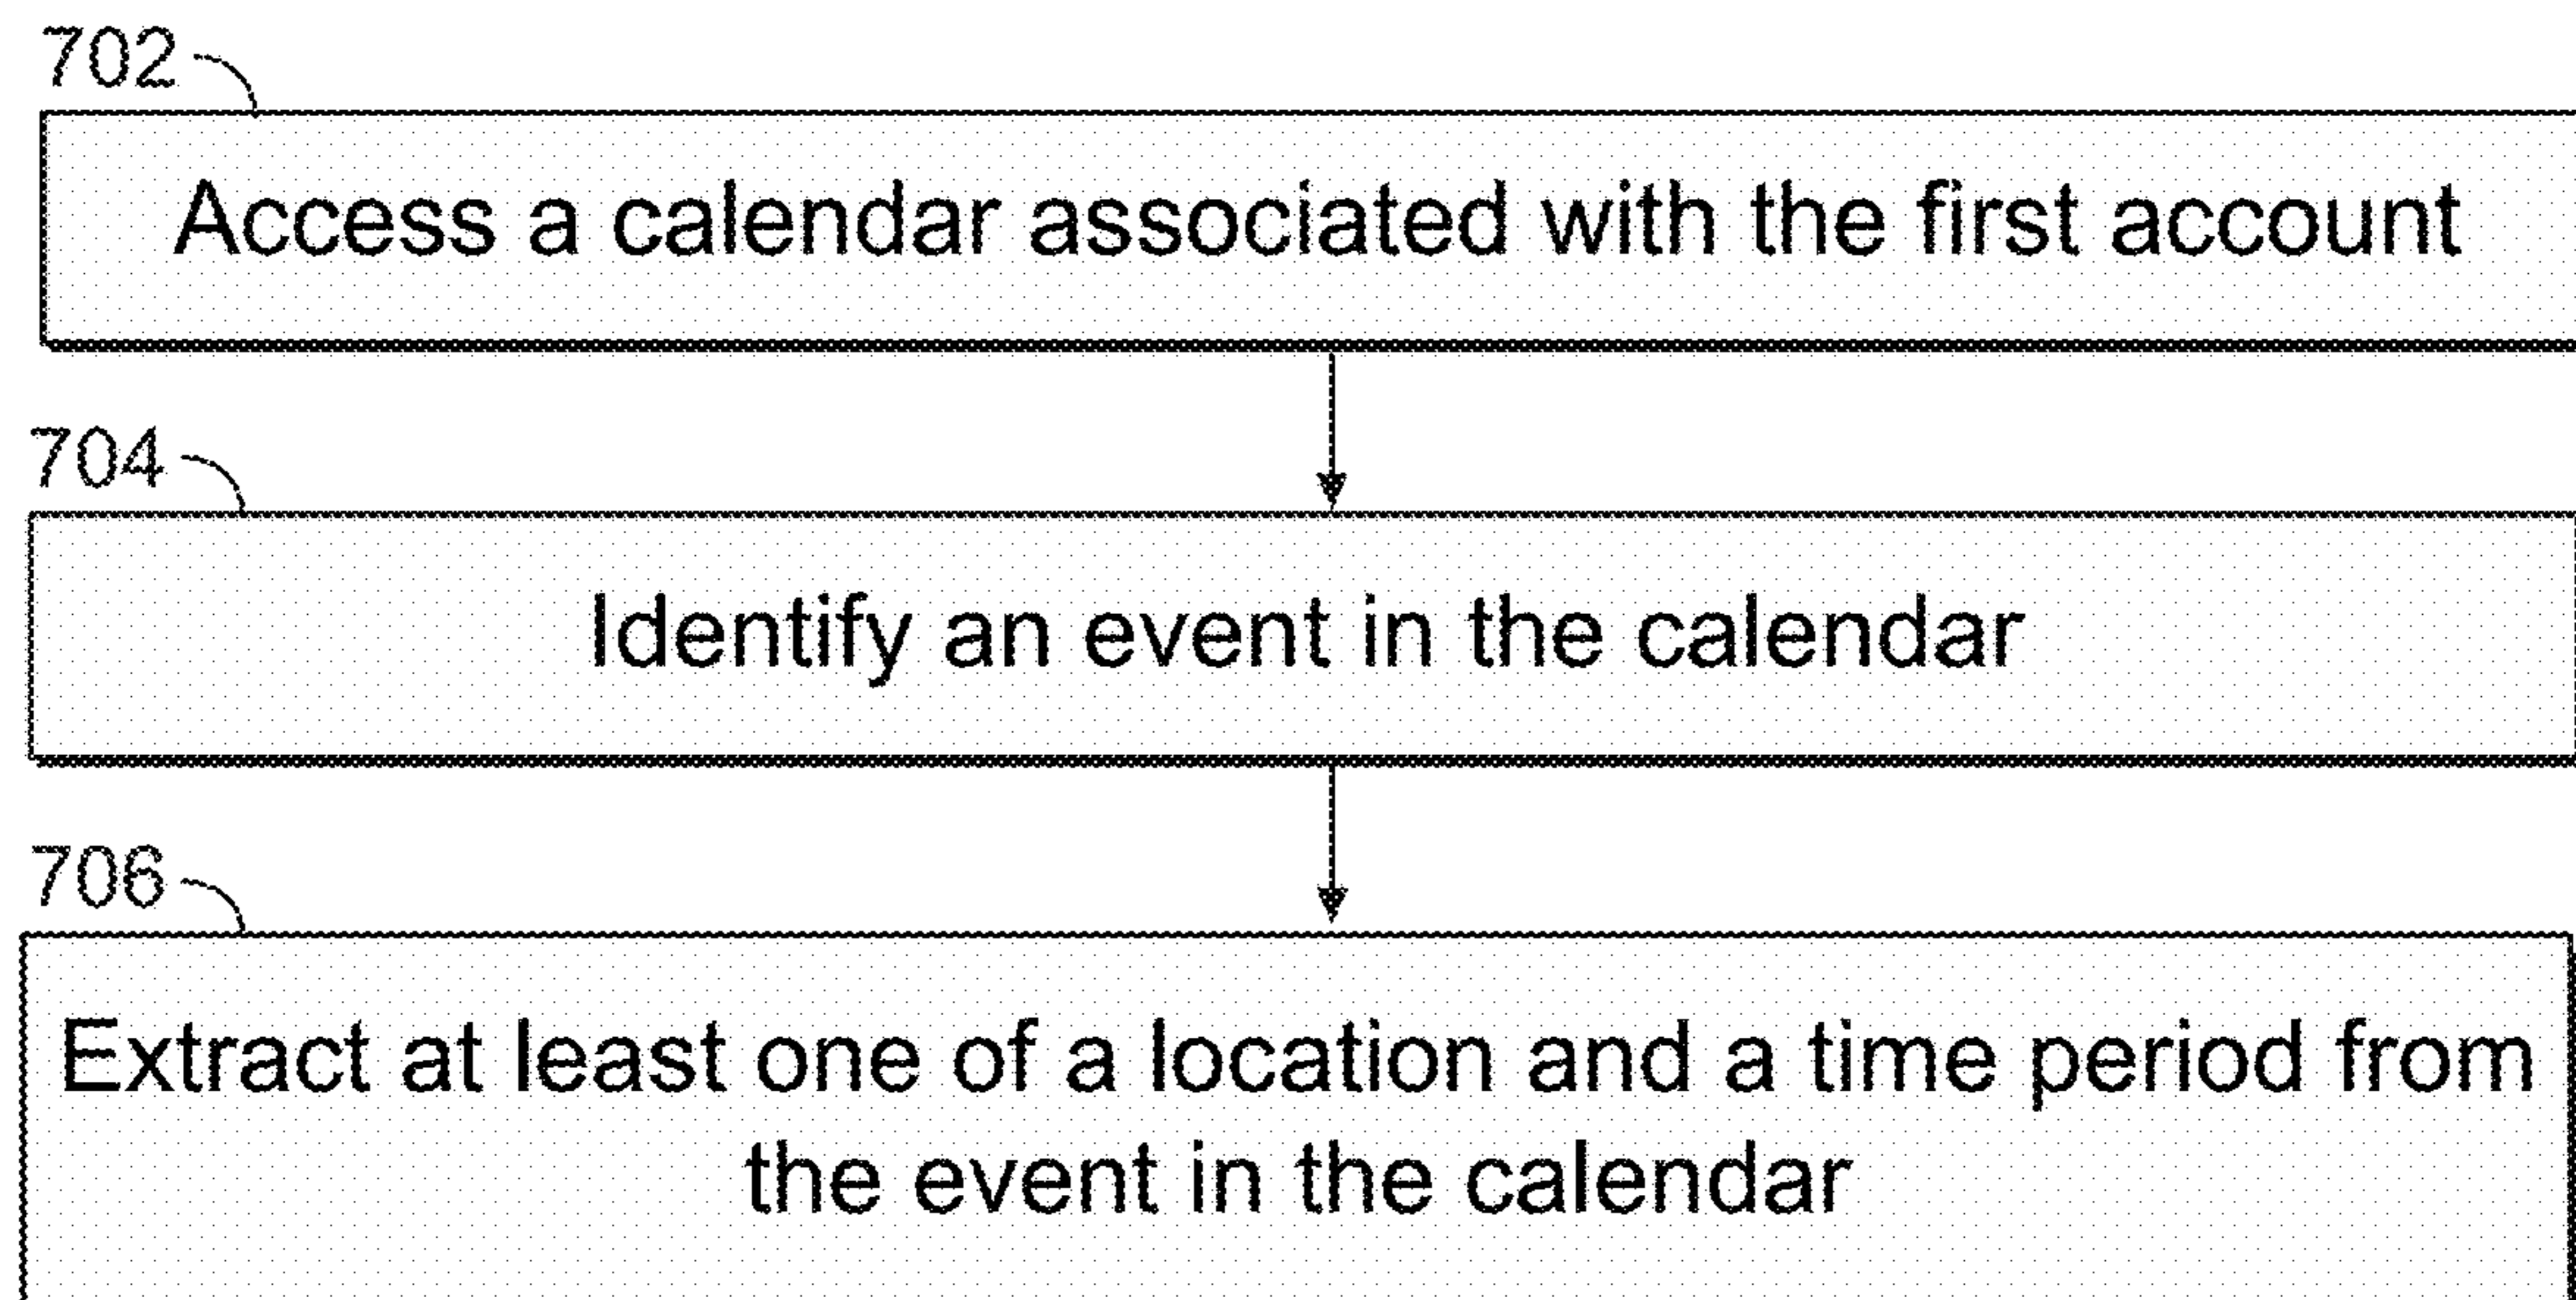 702
Access a calendar associated with the first account
704
Identify an event in the calendar
706
Extract at least one of a location and a time period from
the event in the calendar